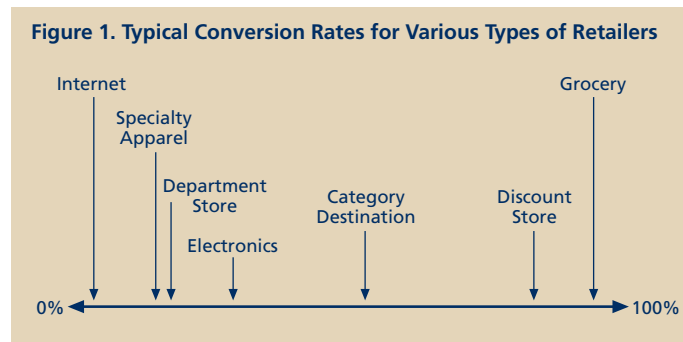 Figure 1. Typical Conversion Rates for Various Types of Retailers
Internet
Grocery
Specialty
Apparel
Department
Store
Category
Destination
Discount
Store
Electronics
0%
100%